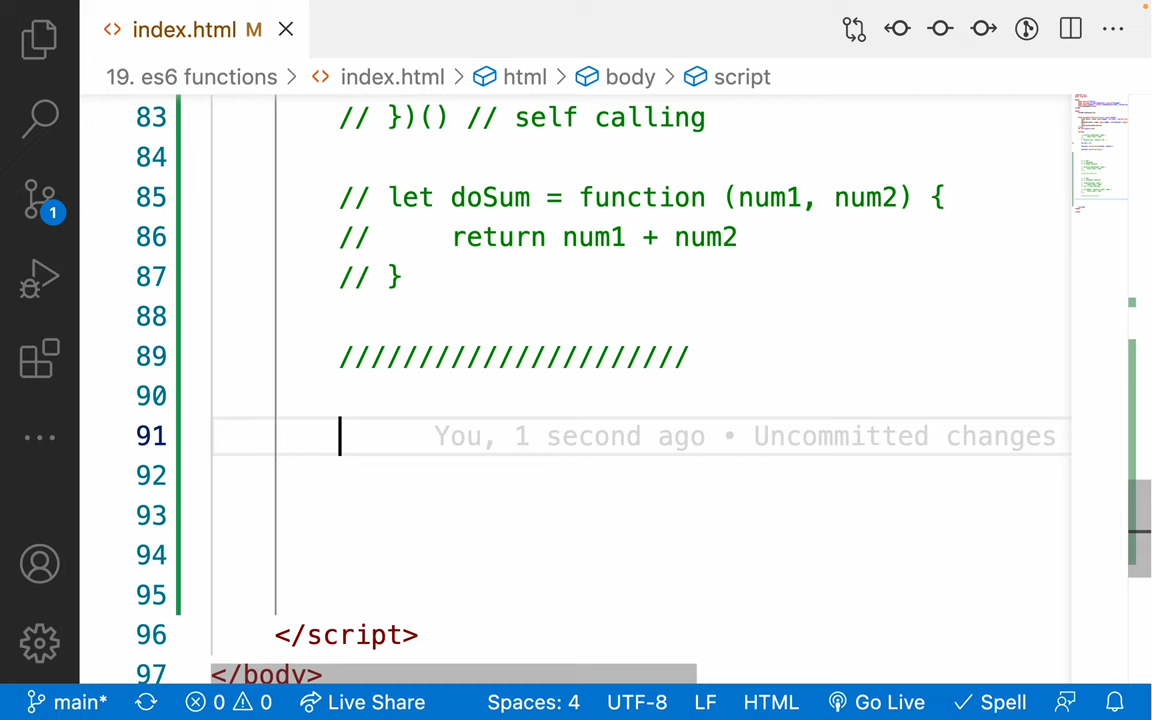 index.html M
19. es6 functions > index.html > html > body > script
83 // })() // self calling
84
85 // let doSum = function (num1, num2) {
86 //     return num1 + num2
87 // }
88
89 //////////////////////
90
91 You, 1 second ago • Uncommitted changes
92
93
94
95
96 </script>
97 </body>
1
main* 0 0 Live Share Spaces: 4 UTF-8 LF HTML Go Live Spell